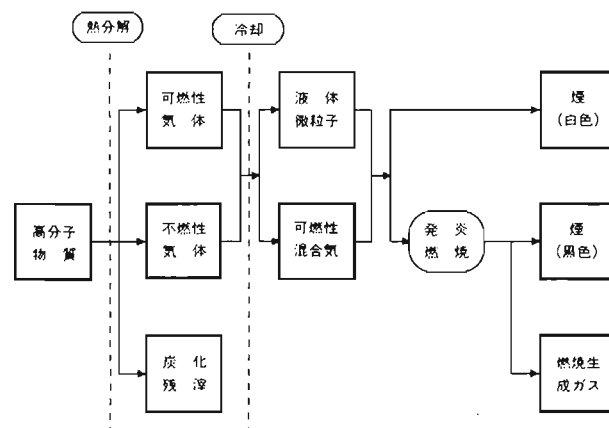 熱分解
冷却
可燃性
気体
液体
微粒子
煙
(白色)
高分子
物質
不燃性
気体
可燃性
混合気
発炎
燃焼
煙
(黒色)
炭化
残滓
燃焼生
成ガス